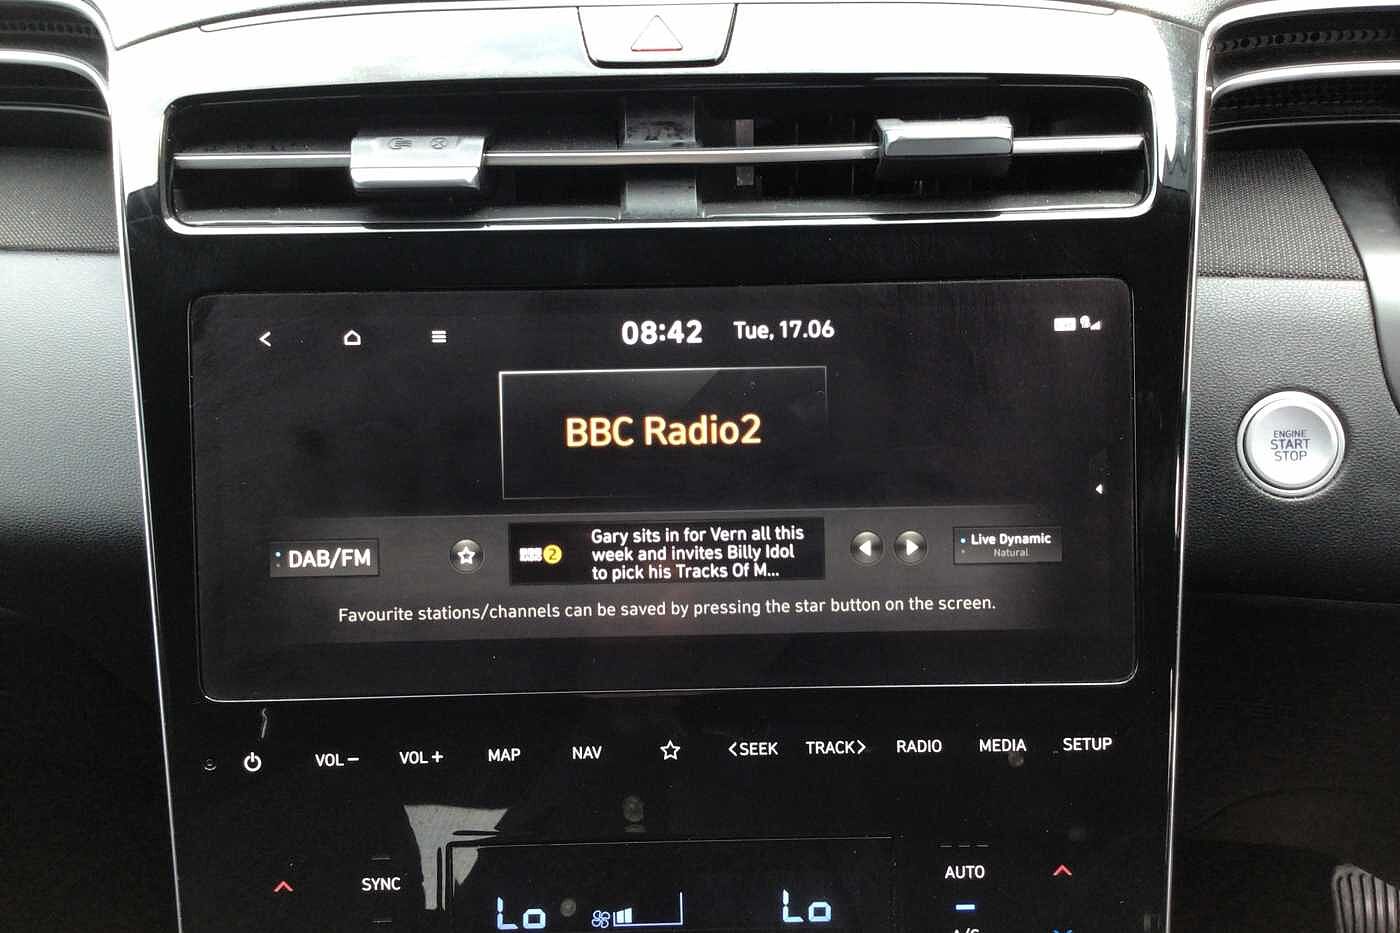 08:42 Tue, 17.06
BBC Radio2
DAB/FM
2
Gary sits in for Vern all this
week and invites Billy Idol
to pick his Tracks Of M...
Live Dynamic
Natural
Favourite stations/channels can be saved by pressing the star button on the screen.
ENGINE
START
STOP
VOL− VOL+ MAP NAV <SEEK TRACK> RADIO MEDIA SETUP
SYNC AUTO
Lo Lo
A/C